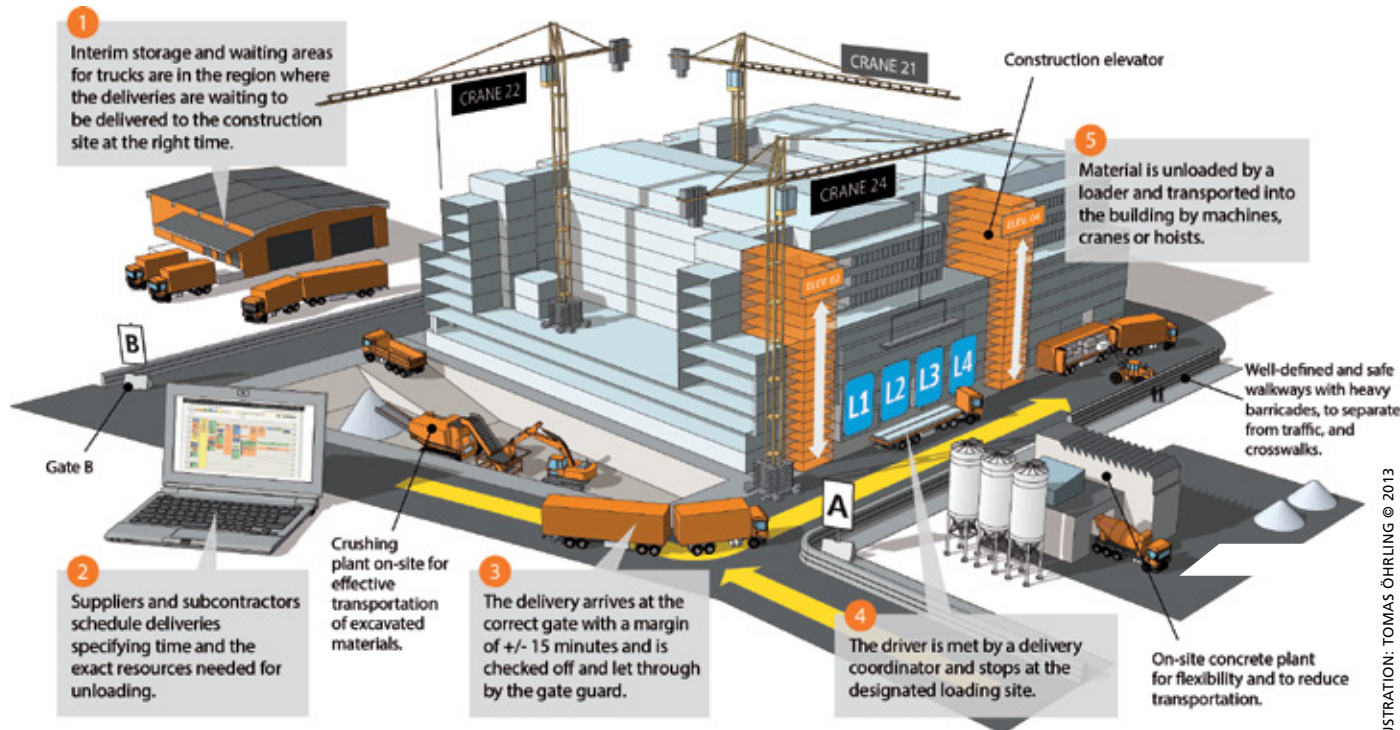 1
Interim storage and waiting areas
for trucks are in the region where
the deliveries are waiting to
be delivered to the construction
site at the right time.
CRANE 22
CRANE 21
Construction elevator
CRANE 24
5
Material is unloaded by a
loader and transported into
the building by machines,
cranes or hoists.
ELEV. 04
ELEV. 02
B
Gate B
L1
L2
L3
L4
Well-defined and safe
walkways with heavy
barricades, to separate
from traffic, and
crosswalks.
A
2
Suppliers and subcontractors
schedule deliveries
specifying time and the
exact resources needed for
unloading.
Crushing
plant on-site for
effective
transportation
of excavated
materials.
3
The delivery arrives at the
correct gate with a margin
of +/- 15 minutes and is
checked off and let through
by the gate guard.
4
The driver is met by a delivery
coordinator and stops at the
designated loading site.
On-site concrete plant
for flexibility and to reduce
transportation.
USTRATION: TOMAS ÖHRLING © 2013